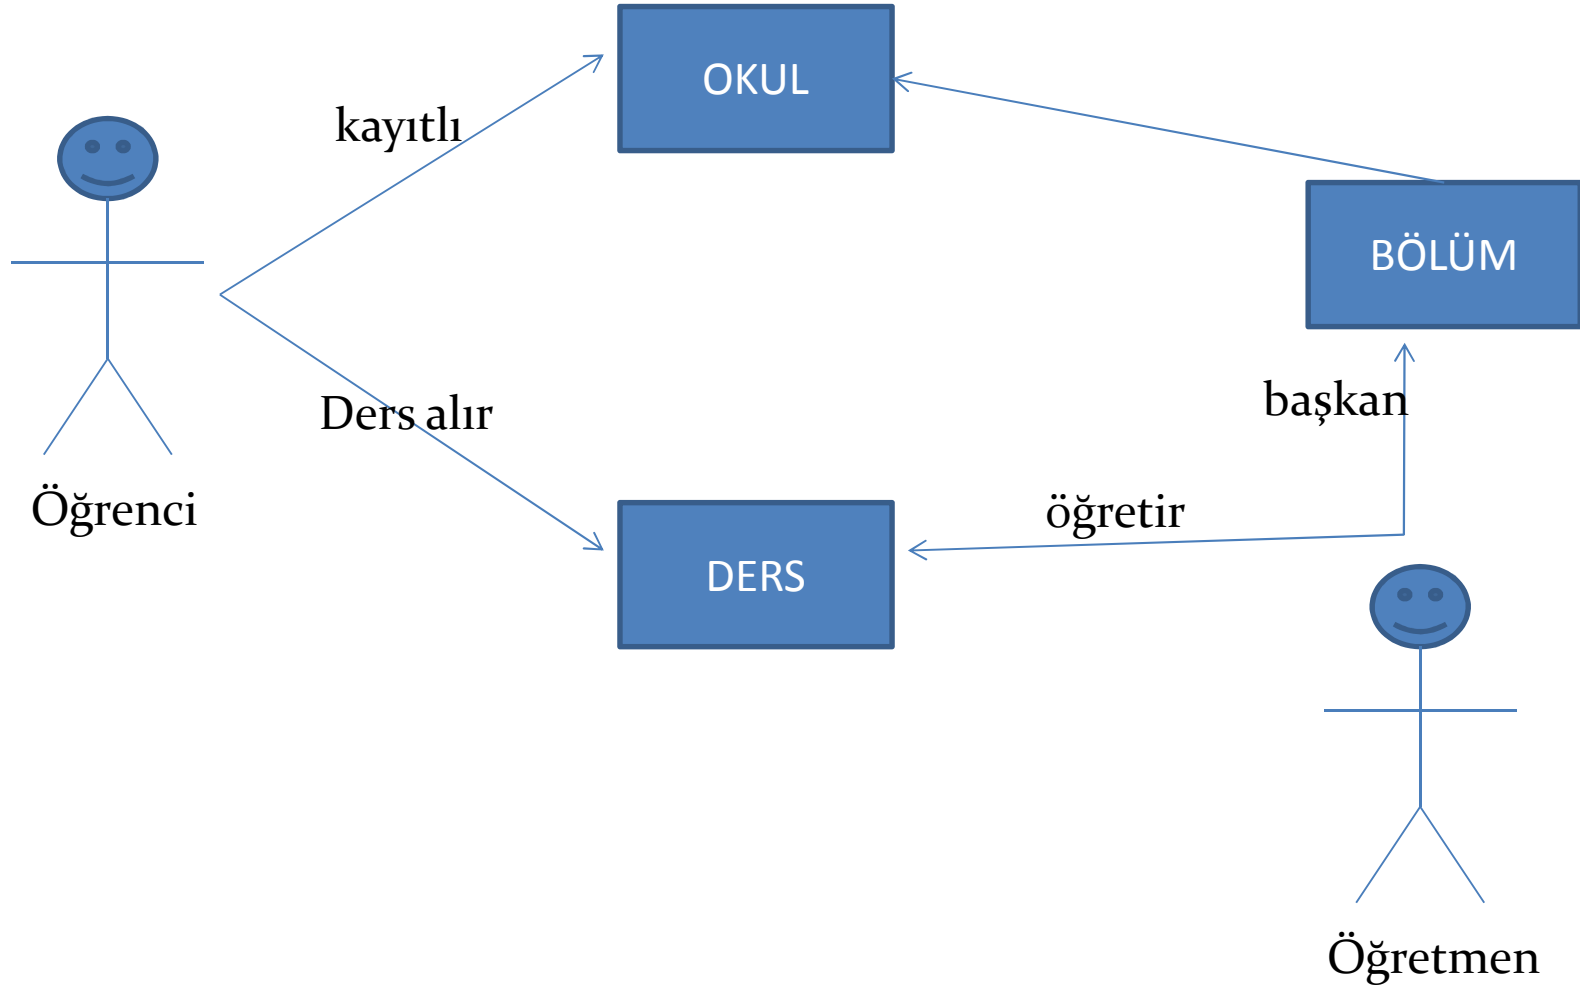 OKUL
kayıtlı
BÖLÜM
Ders alır
başkan
Öğrenci
öğretir
DERS
Öğretmen